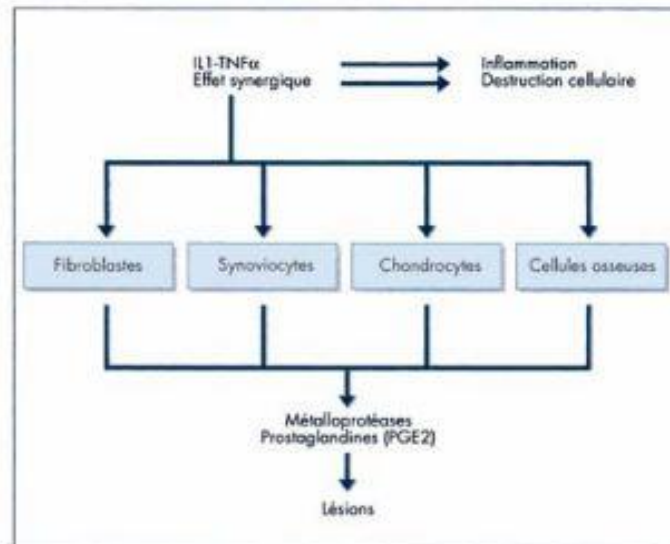 IL1-TNFα
Effet synergique
Inflammation
Destruction cellulaire
Fibroblastes
Synoviocytes
Chondrocytes
Cellules osseuses
Métalloprotéases
Prostaglandines (PGE2)
Lésions